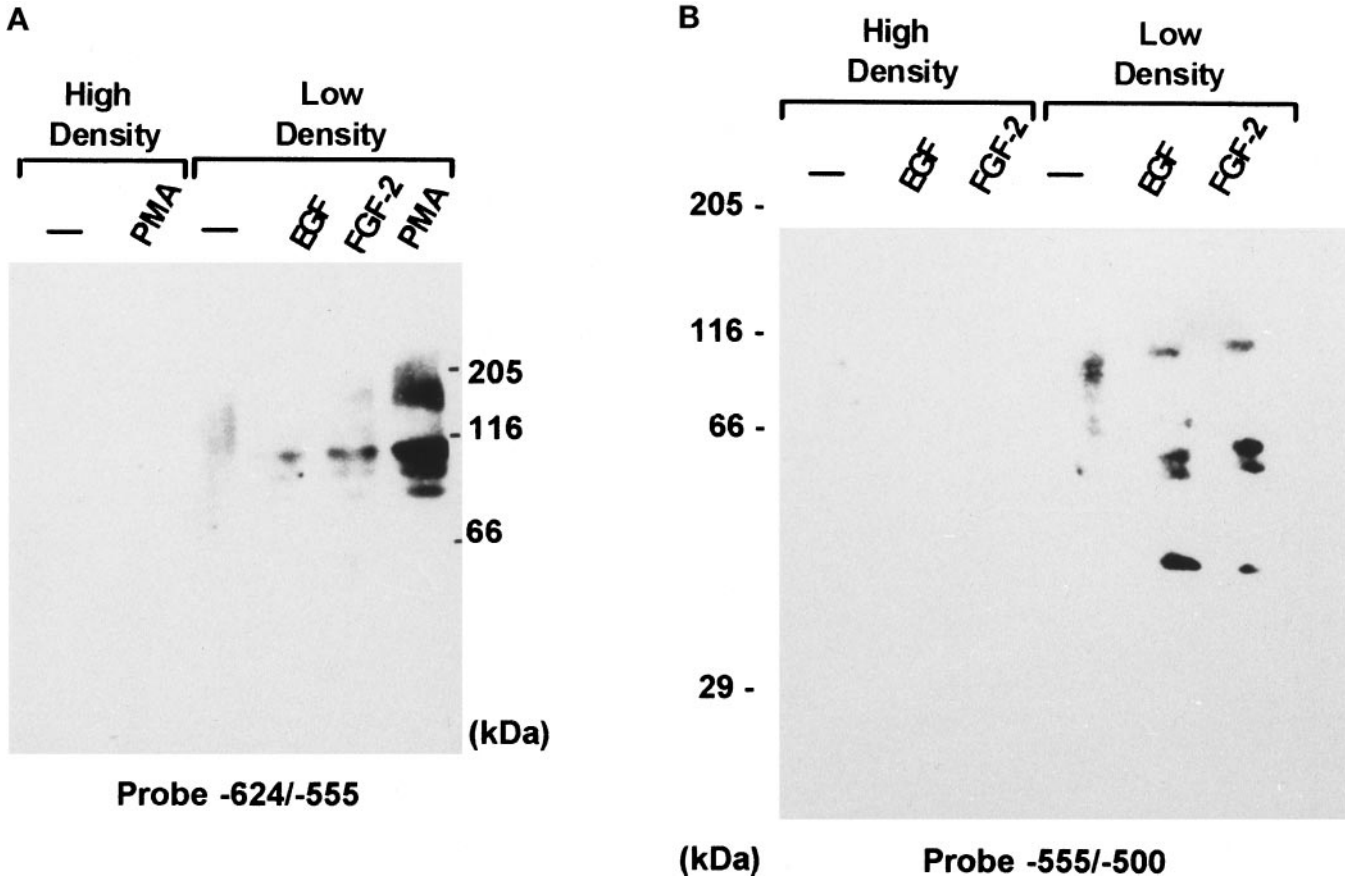 A
High
Density
Low
Density
—
PMA
—
EGF
FGF-2
PMA
205
116
66
(kDa)
Probe -624/-555
B
High
Density
Low
Density
—
EGF
FGF-2
—
EGF
FGF-2
205 -
116 -
66 -
29 -
(kDa)
Probe -555/-500